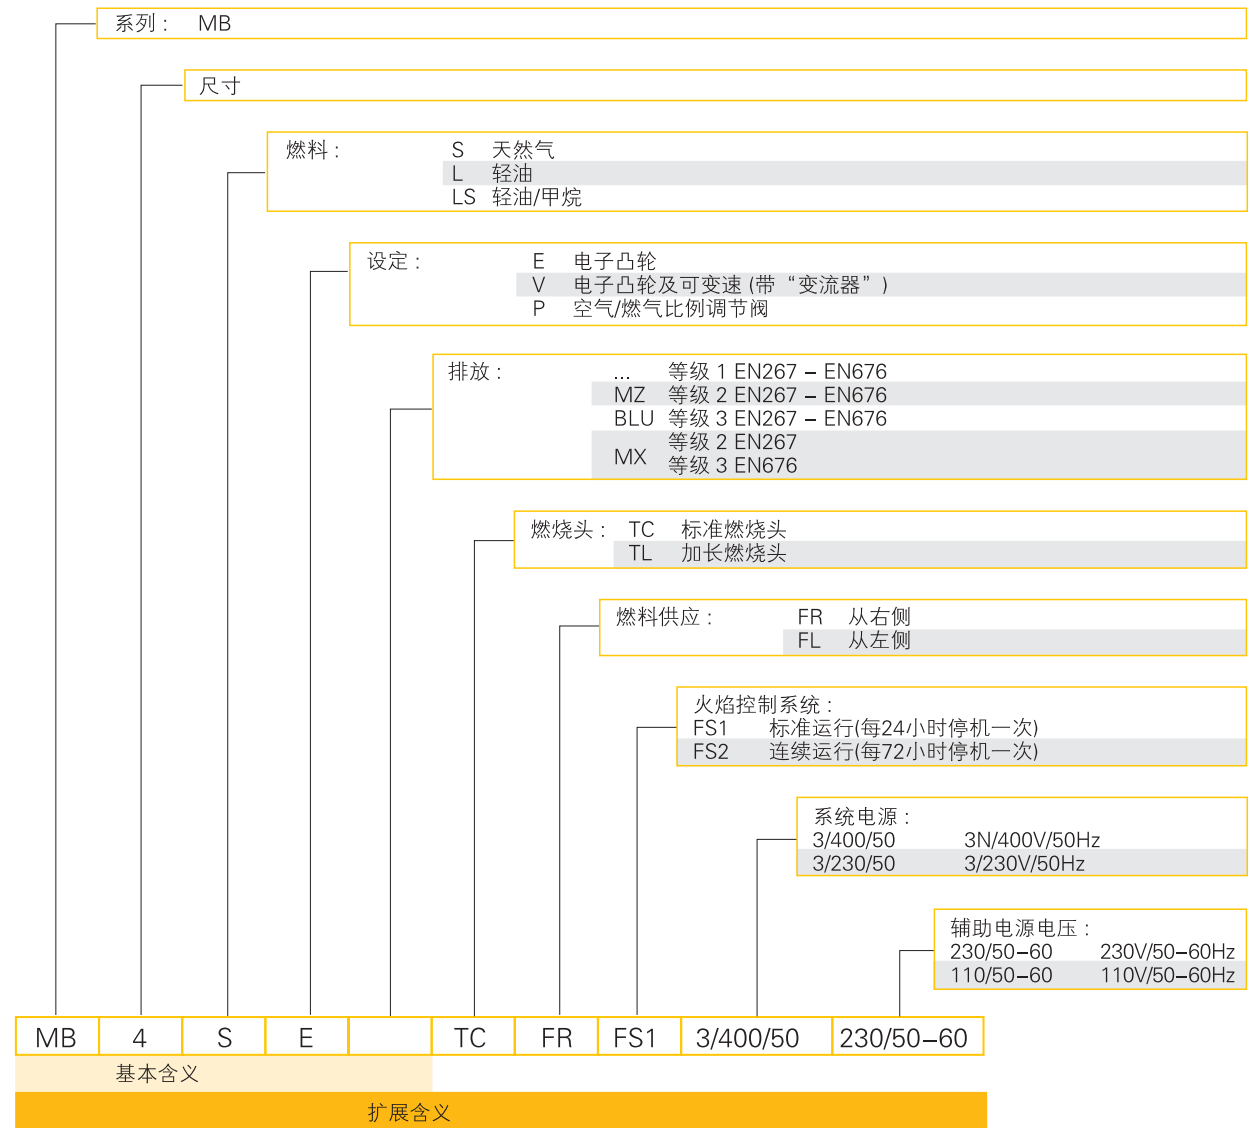 系列： MB
尺寸
燃料： S 天然气
L 轻油
LS 轻油/甲烷
设定： E 电子凸轮
V 电子凸轮及可变速 (带“变流器”)
P 空气/燃气比例调节阀
排放： ... 等级 1 EN267 – EN676
MZ 等级 2 EN267 – EN676
BLU 等级 3 EN267 – EN676
MX 等级 2 EN267
等级 3 EN676
燃烧头： TC 标准燃烧头
TL 加长燃烧头
燃料供应： FR 从右侧
FL 从左侧
火焰控制系统：
FS1 标准运行(每24小时停机一次)
FS2 连续运行(每72小时停机一次)
系统电源：
3/400/50 3N/400V/50Hz
3/230/50 3/230V/50Hz
辅助电源电压：
230/50–60 230V/50–60Hz
110/50–60 110V/50–60Hz
MB 4 S E TC FR FS1 3/400/50 230/50–60
基本含义
扩展含义